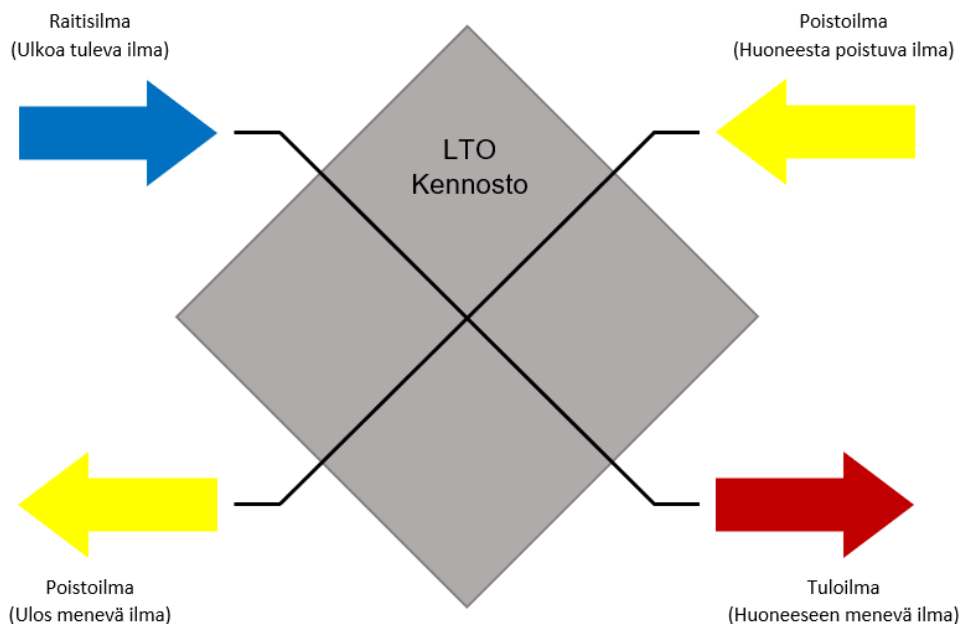 Raitisilma
(Ulkoa tuleva ilma)
Poistoilma
(Huoneesta poistuva ilma)
LTO
Kennosto
Poistoilma
(Ulos menevä ilma)
Tuloilma
(Huoneeseen menevä ilma)